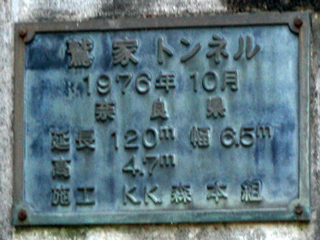 鷲家トンネル
1976年 10月
奈良県
延長 120m 幅 6.5m
高 4.7m
施工 K.K.森本組